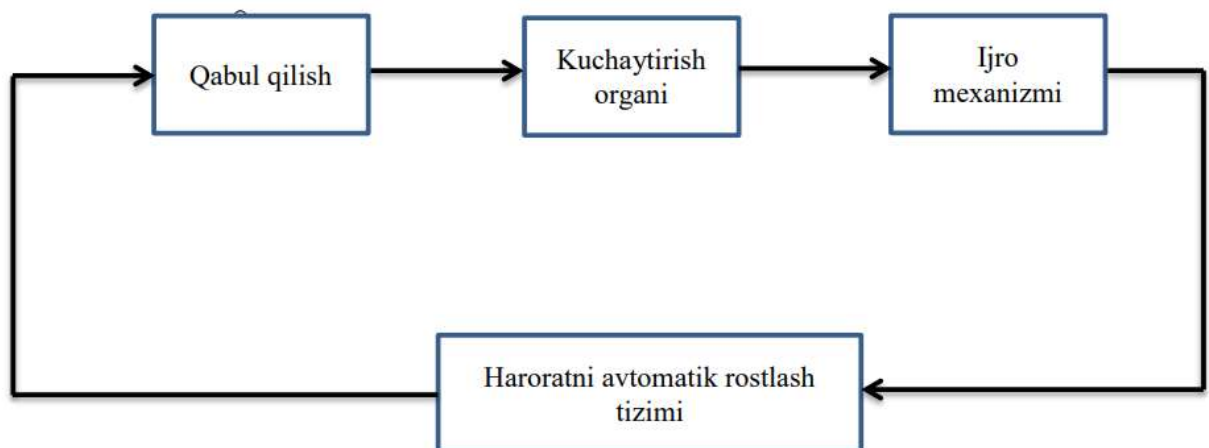 Qabul qilish
Kuchaytirish
organi
Ijro
mexanizmi
Haroratni avtomatik rostlash
tizimi